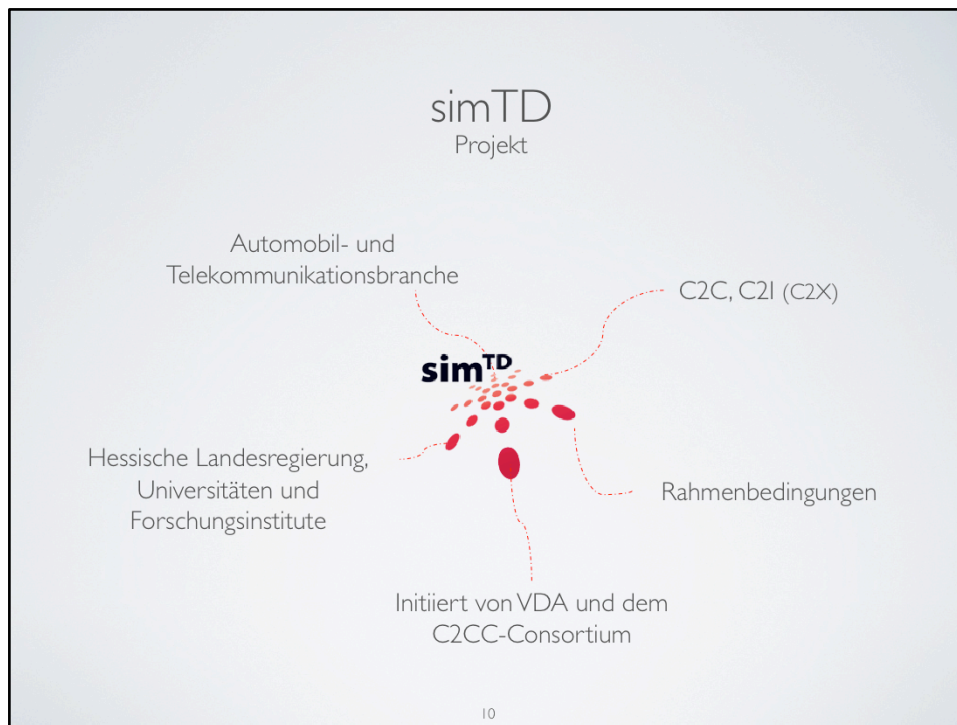 simTD
Projekt
Automobil- und
Telekommunikationsbranche
C2C, C2I (C2X)
simTD
Hessische Landesregierung,
Universitäten und
Forschungsinstitute
Rahmenbedingungen
Initiiert von VDA und dem
C2CC-Consortium
10